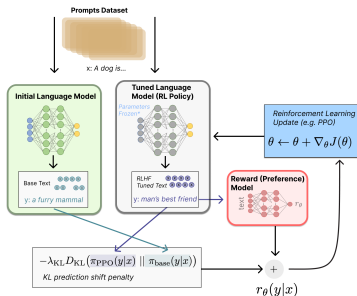 Prompts Dataset
x: A dog is...
Initial Language Model
Tuned Language
Model (RL Policy)
Parameters
Frozen*
Reinforcement Learning
Update (e.g. PPO)
θ ← θ + ∇θJ(θ)
Base Text
y: a furry mammal
RLHF
Tuned Text
y: man's best friend
Reward (Preference)
Model
text
rθ
−λKL DKL (πPPO(y|x) || πbase(y|x))
KL prediction shift penalty
+
rθ(y|x)